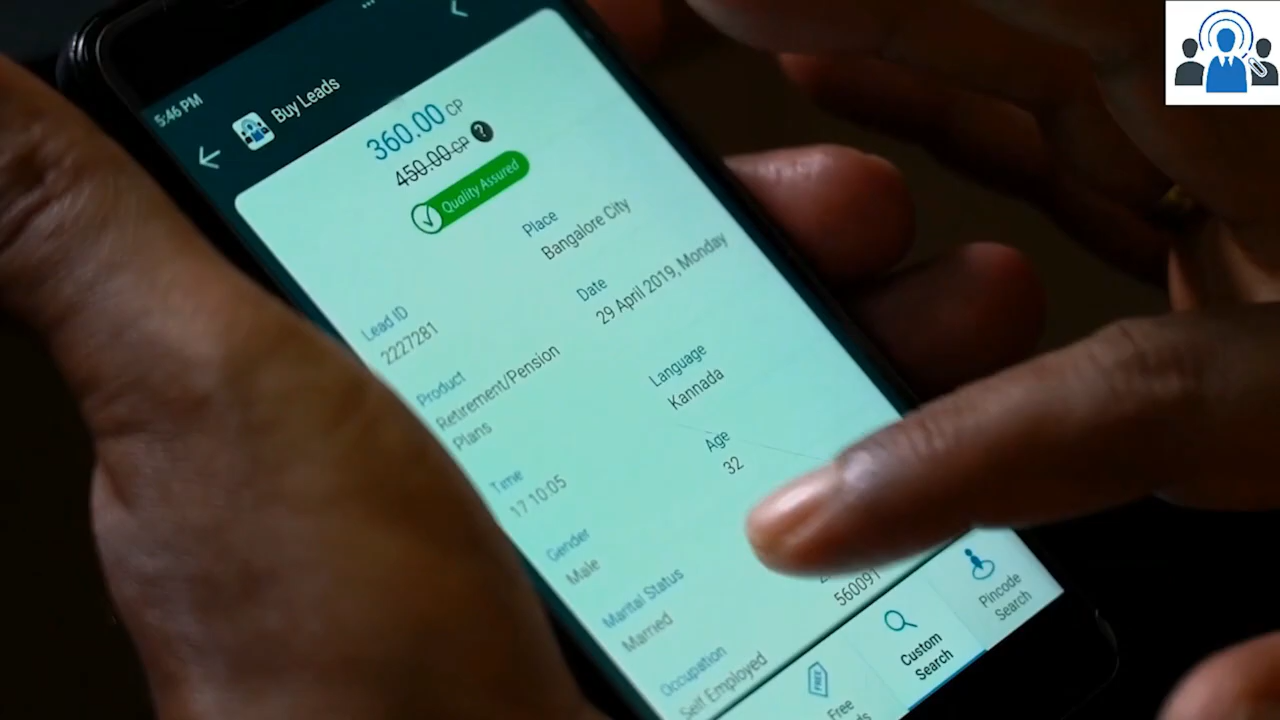 5:46 PM
Buy Leads
360.00 CP
450.00 CP ?
Quality Assured
Place
Bangalore City
Lead ID
2227281
Date
29 April 2019, Monday
Product
Retirement/Pension
Plans
Language
Kannada
Time
17 10:05
Age
32
Gender
Male
Marital Status
Married
560091
Occupation
Self Employed
FREE
Free
Custom
Search
Pincode
Search